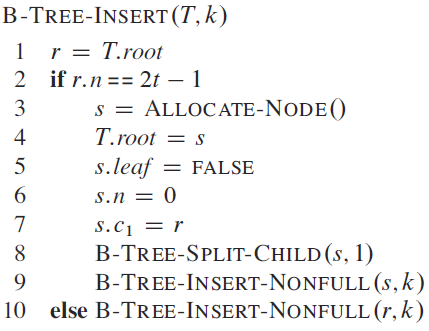 B-TREE-INSERT(T, k)
1 r = T.root
2 if r.n == 2t − 1
3 s = ALLOCATE-NODE()
4 T.root = s
5 s.leaf = FALSE
6 s.n = 0
7 s.c₁ = r
8 B-TREE-SPLIT-CHILD(s, 1)
9 B-TREE-INSERT-NONFULL(s, k)
10 else B-TREE-INSERT-NONFULL(r, k)